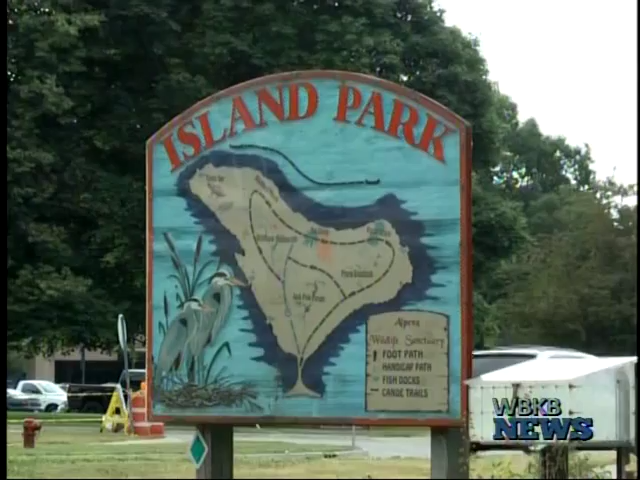 ISLAND PARK
Alpena
Wildlife Sanctuary
FOOT PATH
HANDICAP PATH
FISH DOCKS
CANOE TRAILS
WBKB
NEWS